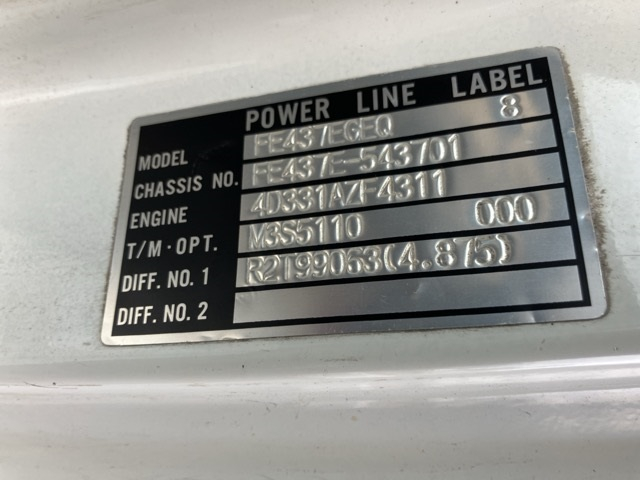 POWER LINE LABEL
MODEL FE437EGEQ 8
CHASSIS NO. FE437E-543701
ENGINE 4D331AZF4311
T/M·OPT. M3S5110 000
DIFF. NO. 1 R2T99063(4.875)
DIFF. NO. 2